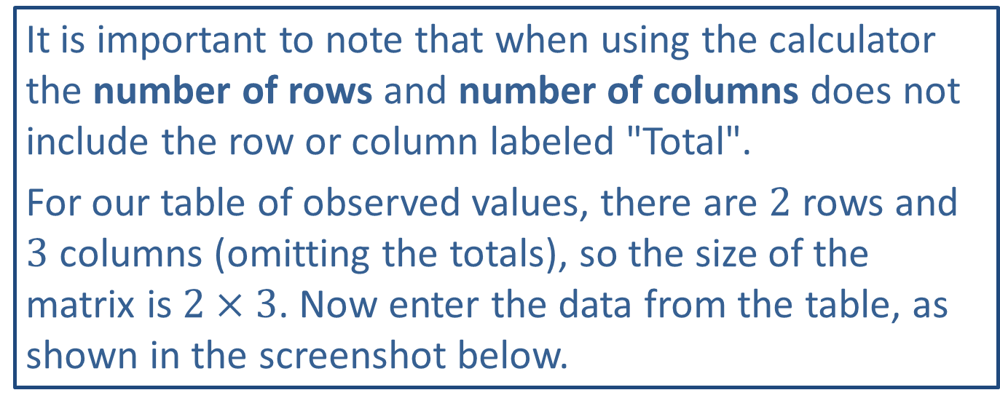 It is important to note that when using the calculator
the number of rows and number of columns does not
include the row or column labeled "Total".
For our table of observed values, there are 2 rows and
3 columns (omitting the totals), so the size of the
matrix is 2 × 3. Now enter the data from the table, as
shown in the screenshot below.